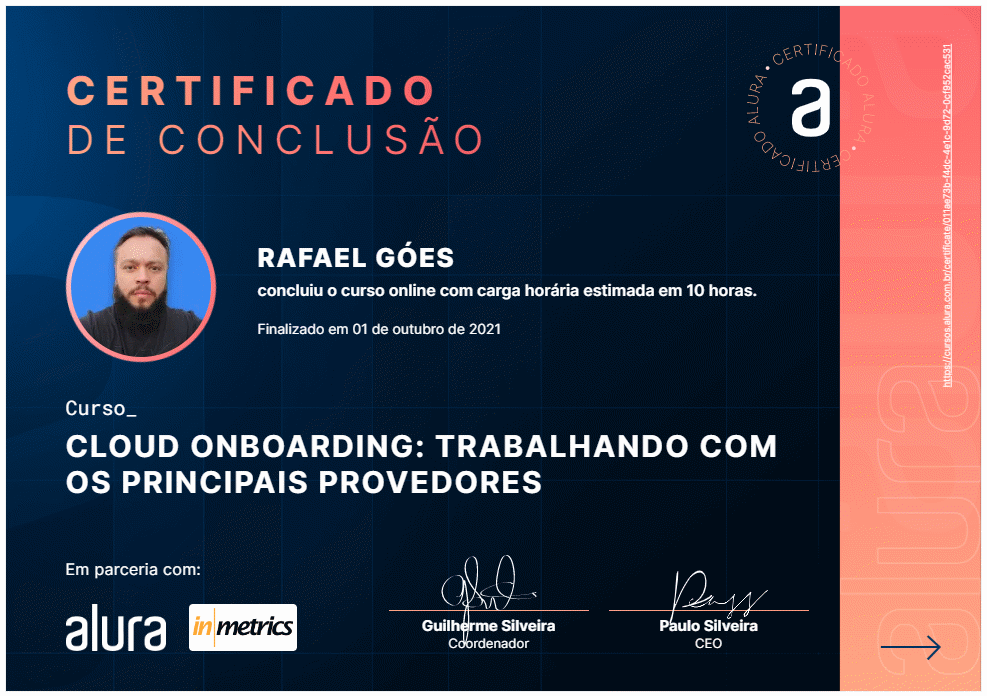 CERTIFICADO
DE CONCLUSÃO
CERTIFICADO ALURA • CERTIFICADO ALURA •
a
RAFAEL GÓES
concluiu o curso online com carga horária estimada em 10 horas.
Finalizado em 01 de outubro de 2021
Curso_
CLOUD ONBOARDING: TRABALHANDO COM
OS PRINCIPAIS PROVEDORES
Em parceria com:
alura
inmetrics
Guilherme Silveira
Coordenador
Paulo Silveira
CEO
https://cursos.alura.com.br/certificate/011ae73b-f4dc-4e1c-9d72-0cf952cac531
alura